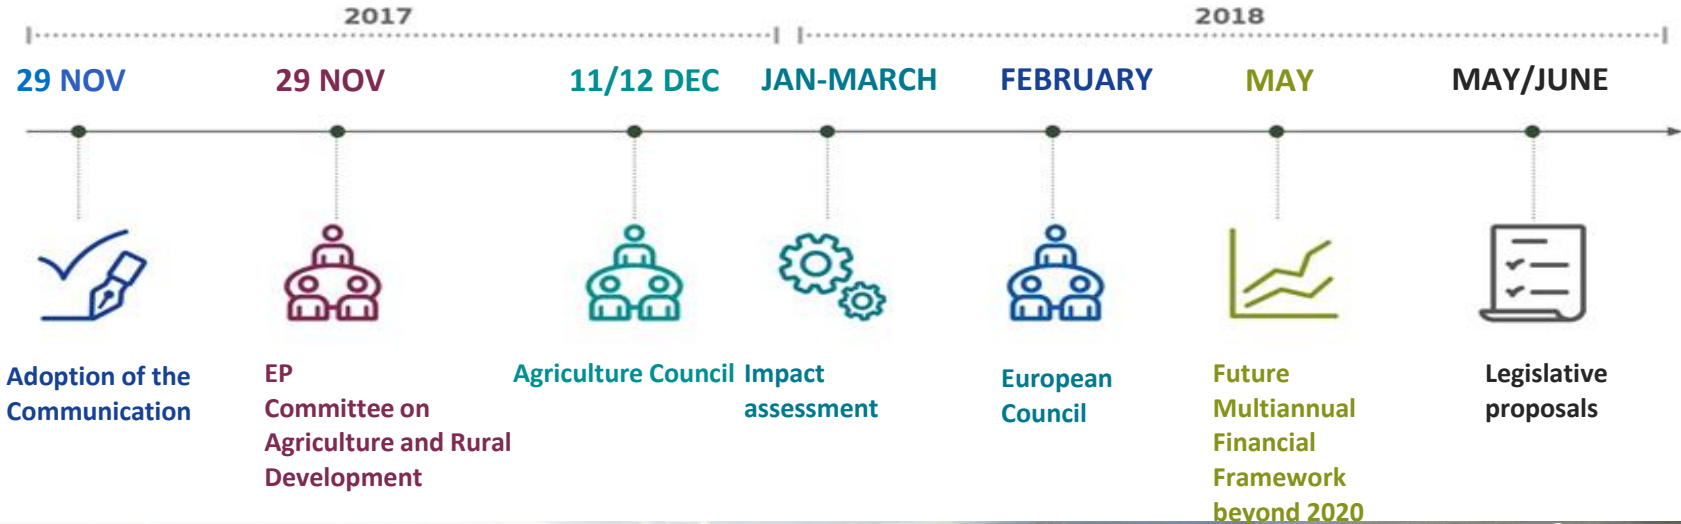 2017
2018
29 NOV
29 NOV
11/12 DEC
JAN-MARCH
FEBRUARY
MAY
MAY/JUNE
Adoption of the
Communication
EP
Committee on
Agriculture and Rural
Development
Agriculture Council
Impact
assessment
European
Council
Future
Multiannual
Financial
Framework
beyond 2020
Legislative
proposals